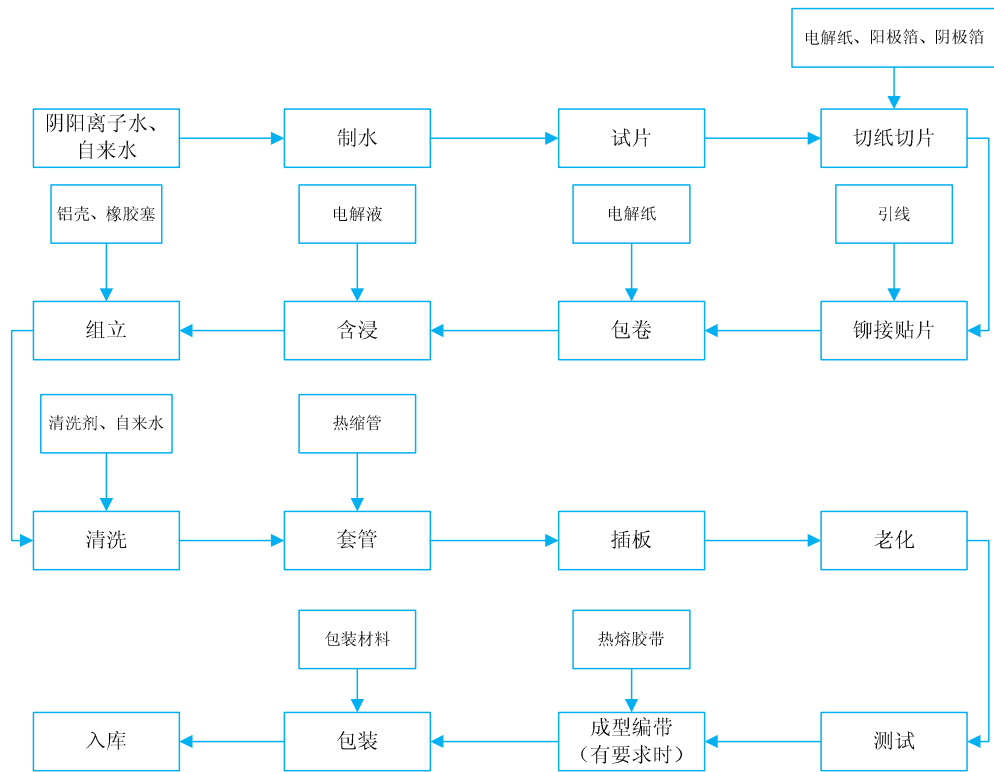 电解纸、阳极箔、阴极箔
阴阳离子水、
自来水
制水
试片
切纸切片
铝壳、橡胶塞
电解液
电解纸
引线
组立
含浸
包卷
铆接贴片
清洗剂、自来水
热缩管
清洗
套管
插板
老化
包装材料
热熔胶带
入库
包装
成型编带
（有要求时）
测试